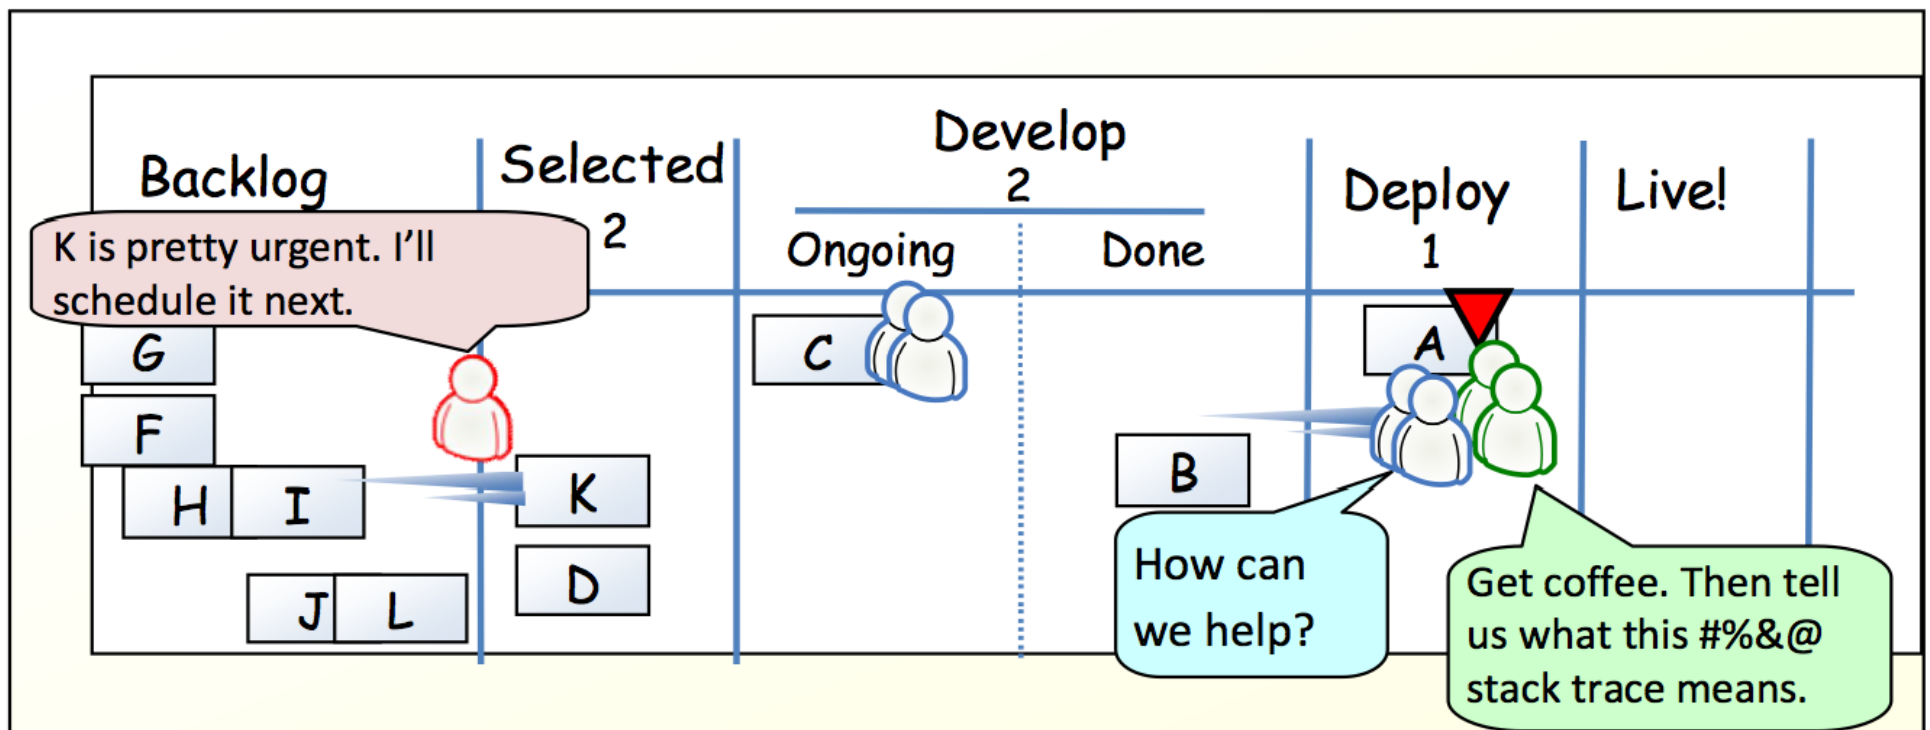 Backlog
Selected
2
Develop
2
Ongoing
Done
Deploy
1
Live!
K is pretty urgent. I’ll
schedule it next.
G
F
H
I
J
L
K
D
C
B
A
How can
we help?
Get coffee. Then tell
us what this #%&@
stack trace means.